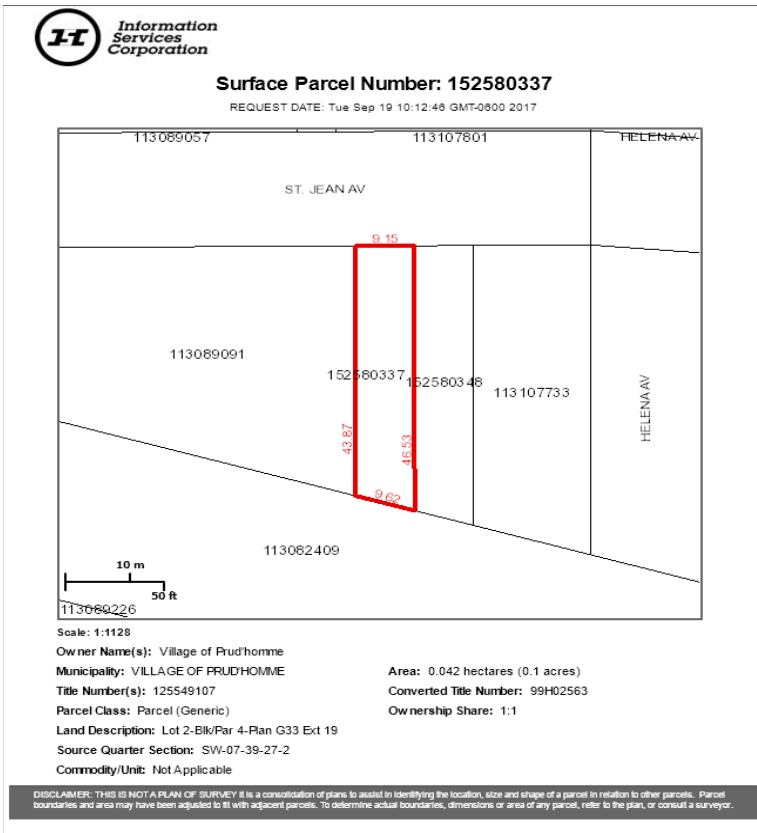 Information
Services
Corporation
Surface Parcel Number: 152580337
REQUEST DATE: Tue Sep 19 10:12:46 GMT-0600 2017
113089057 113107801 HELENA AV
ST. JEAN AV
9.15
113089091
152580337 152580348 113107733
HELENA AV
43.87 46.53
9.62
113082409
10 m
50 ft
113089226
Scale: 1:1128
Owner Name(s): Village of Prud'homme
Municipality: VILLAGE OF PRUD'HOMME Area: 0.042 hectares (0.1 acres)
Title Number(s): 125549107 Converted Title Number: 99H02563
Parcel Class: Parcel (Generic) Ownership Share: 1:1
Land Description: Lot 2-Blk/Par 4-Plan G33 Ext 19
Source Quarter Section: SW-07-39-27-2
Commodity/Unit: Not Applicable
DISCLAIMER: THIS IS NOT A PLAN OF SURVEY It is a consolidation of plans to assist in identifying the location, size and shape of a parcel in relation to other parcels. Parcel
boundaries and area may have been adjusted to fit with adjacent parcels. To determine actual boundaries, dimensions or area of any parcel, refer to the plan, or consult a surveyor.